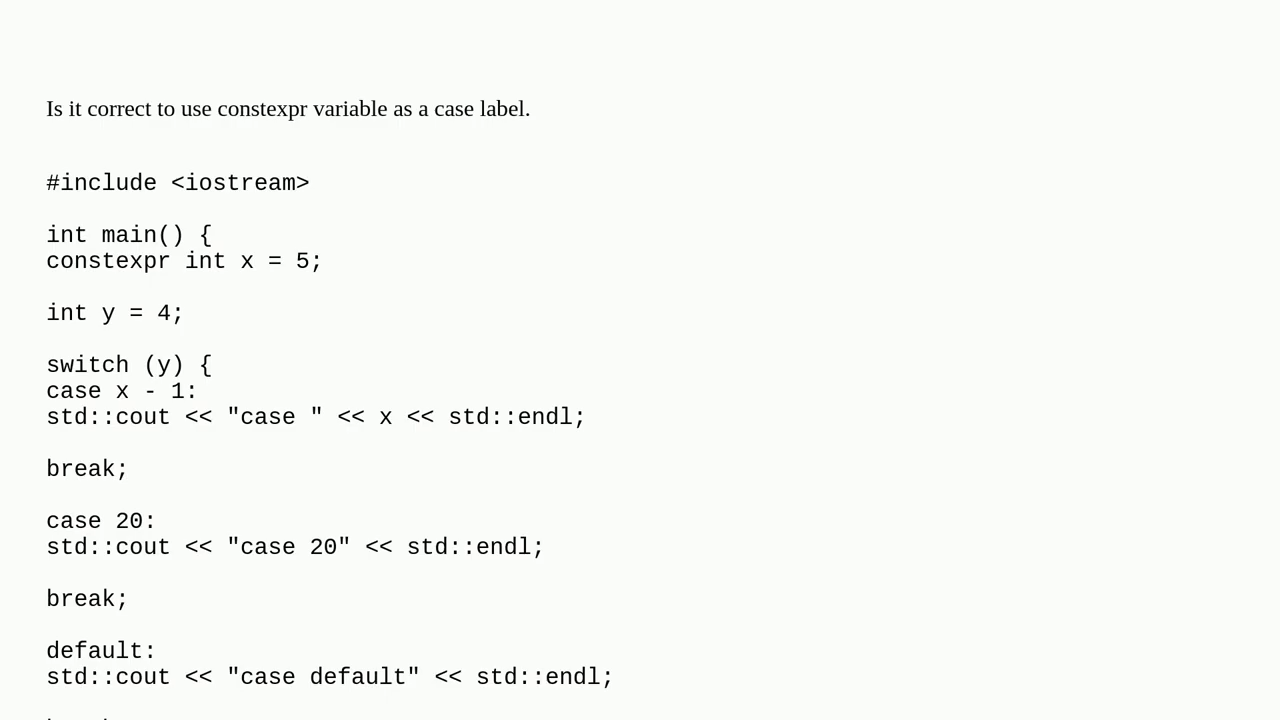 Is it correct to use constexpr variable as a case label.
#include <iostream>
int main() {
constexpr int x = 5;
int y = 4;
switch (y) {
case x - 1:
std::cout << "case " << x << std::endl;
break;
case 20:
std::cout << "case 20" << std::endl;
break;
default:
std::cout << "case default" << std::endl;